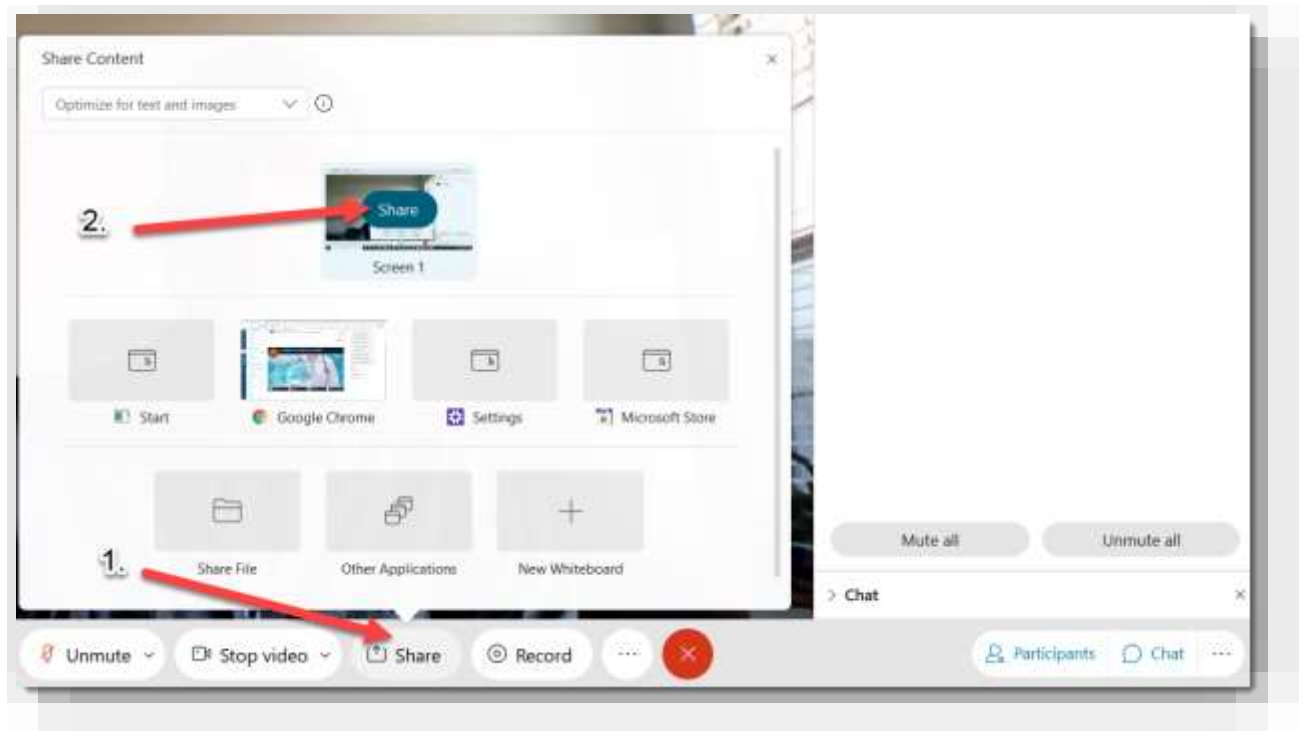 Share Content
Optimize for text and images
2.
Share
Screen 1
Start
Google Chrome
Settings
Microsoft Store
1.
Share File
Other Applications
New Whiteboard
Mute all
Unmute all
Chat
Unmute
Stop video
Share
Record
Participants
Chat